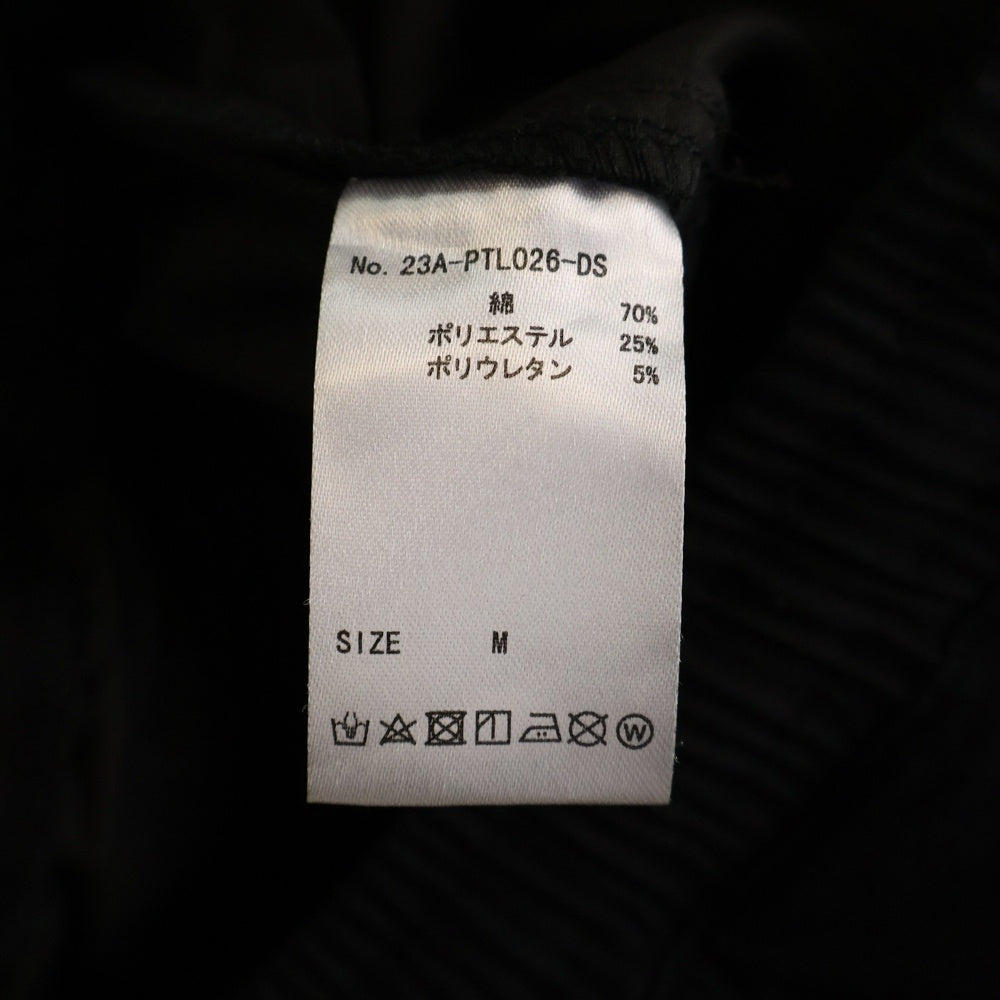 No. 23A-PTL026-DS
綿 70%
ポリエステル 25%
ポリウレタン 5%
SIZE M
W